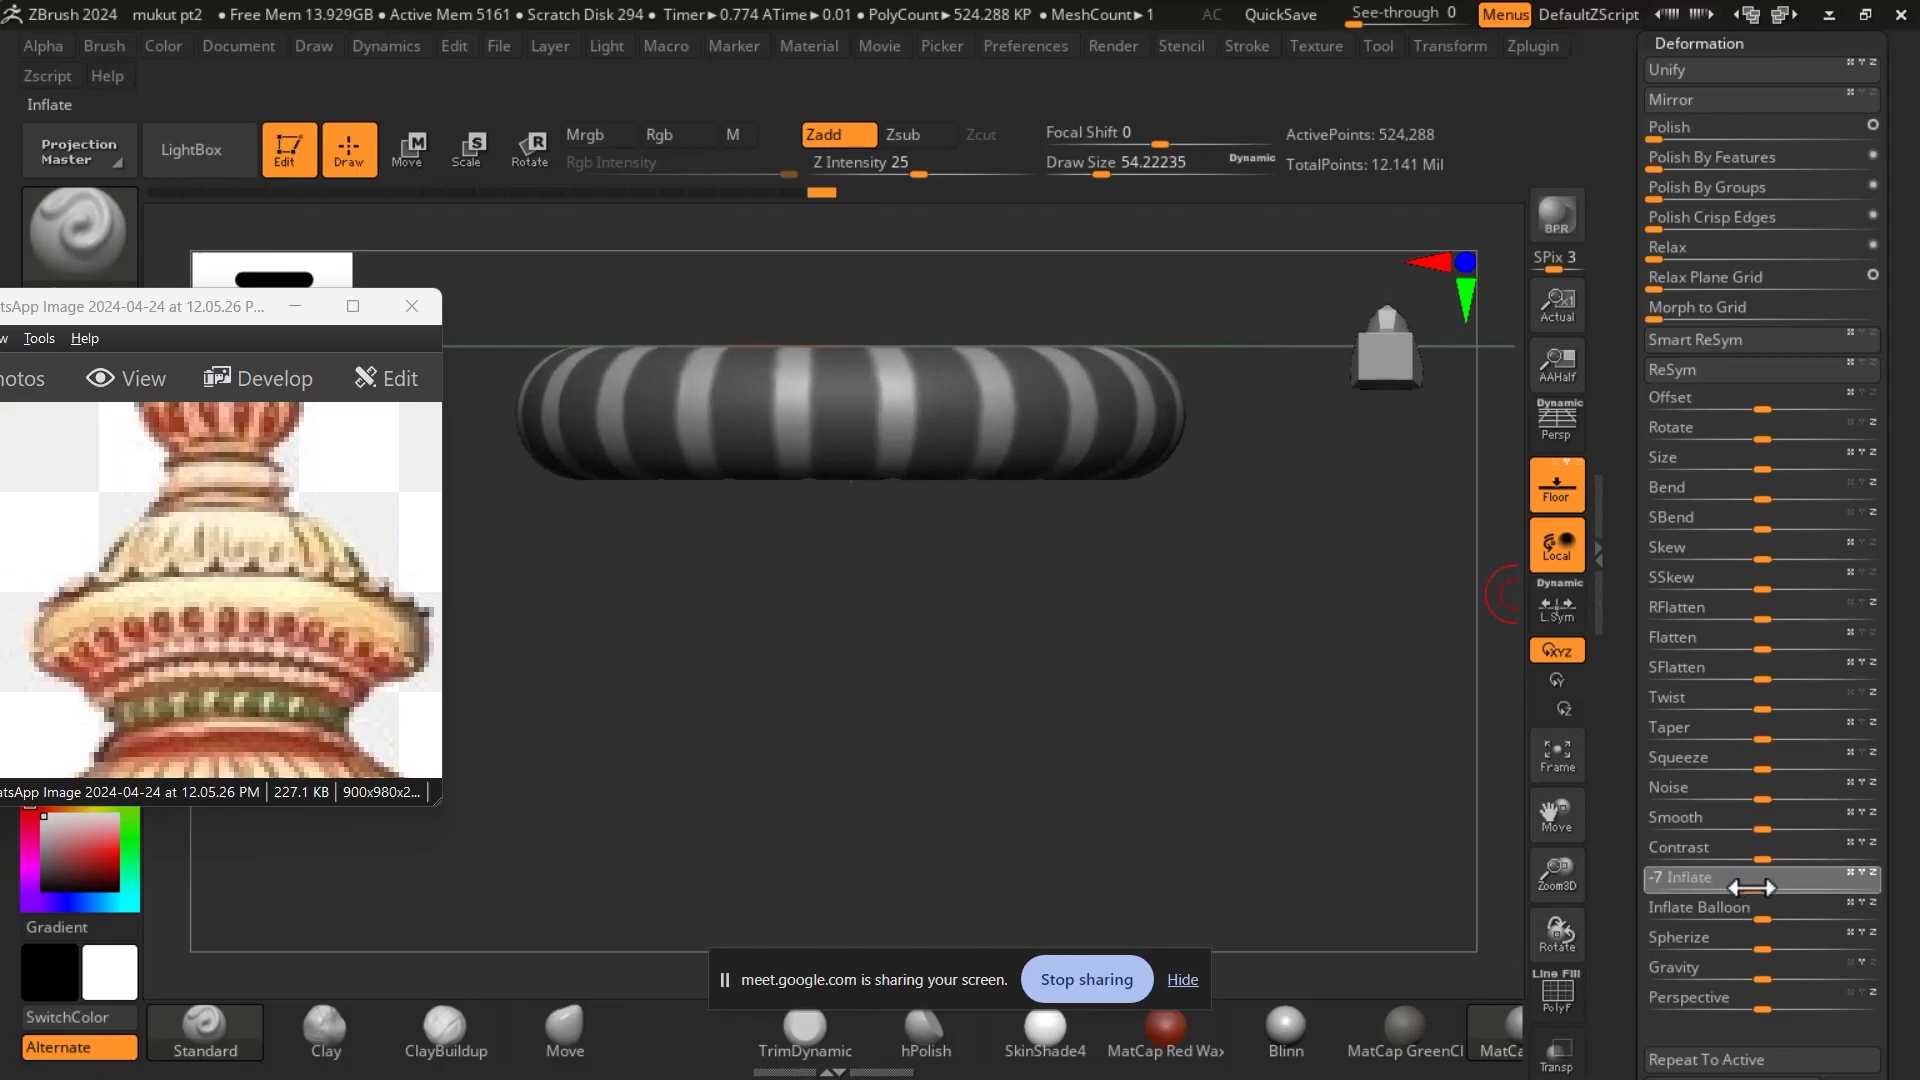 ZBrush 2024 mukut pt2 ● Free Mem 13.929GB ● Active Mem 5161 ● Scratch Disk 294 ● Timer►0.774 ATime►0.01 ● PolyCount►524.288 KP ● MeshCount►1 AC QuickSave See-through 0 Menus DefaultZScript
Alpha Brush Color Document Draw Dynamics Edit File Layer Light Macro Marker Material Movie Picker Preferences Render Stencil Stroke Texture Tool Transform Zplugin
Zscript Help
Inflate
Projection Master
LightBox
Edit
Draw
Move
Scale
Rotate
Mrgb Rgb M
Rgb Intensity
Zadd Zsub Zcut
Z Intensity 25
Focal Shift 0
Draw Size 54.22235 Dynamic
ActivePoints: 524,288
TotalPoints: 12.141 Mil
tsApp Image 2024-04-24 at 12.05.26 P...
w Tools Help
hotos View Develop Edit
atsApp Image 2024-04-24 at 12.05.26 PM 227.1 KB 900x980x2...
Gradient
SwitchColor
Alternate
Standard
Clay
ClayBuildup
Move
TrimDynamic
hPolish
SkinShade4
MatCap Red Wax
Blinn
MatCap GreenCl
MatCa
meet.google.com is sharing your screen. Stop sharing Hide
BPR
SPix 3
Actual
AAHalf
Dynamic
Persp
Floor
Local
Dynamic
L.Sym
XYZ
Y
Z
Frame
Move
Zoom3D
Rotate
Line Fill
PolyF
Transp
Deformation
Unify
Mirror
Polish
Polish By Features
Polish By Groups
Polish Crisp Edges
Relax
Relax Plane Grid
Morph to Grid
Smart ReSym
ReSym
Offset
Rotate
Size
Bend
SBend
Skew
SSkew
RFlatten
Flatten
SFlatten
Twist
Taper
Squeeze
Noise
Smooth
Contrast
-7 Inflate
Inflate Balloon
Spherize
Gravity
Perspective
Repeat To Active